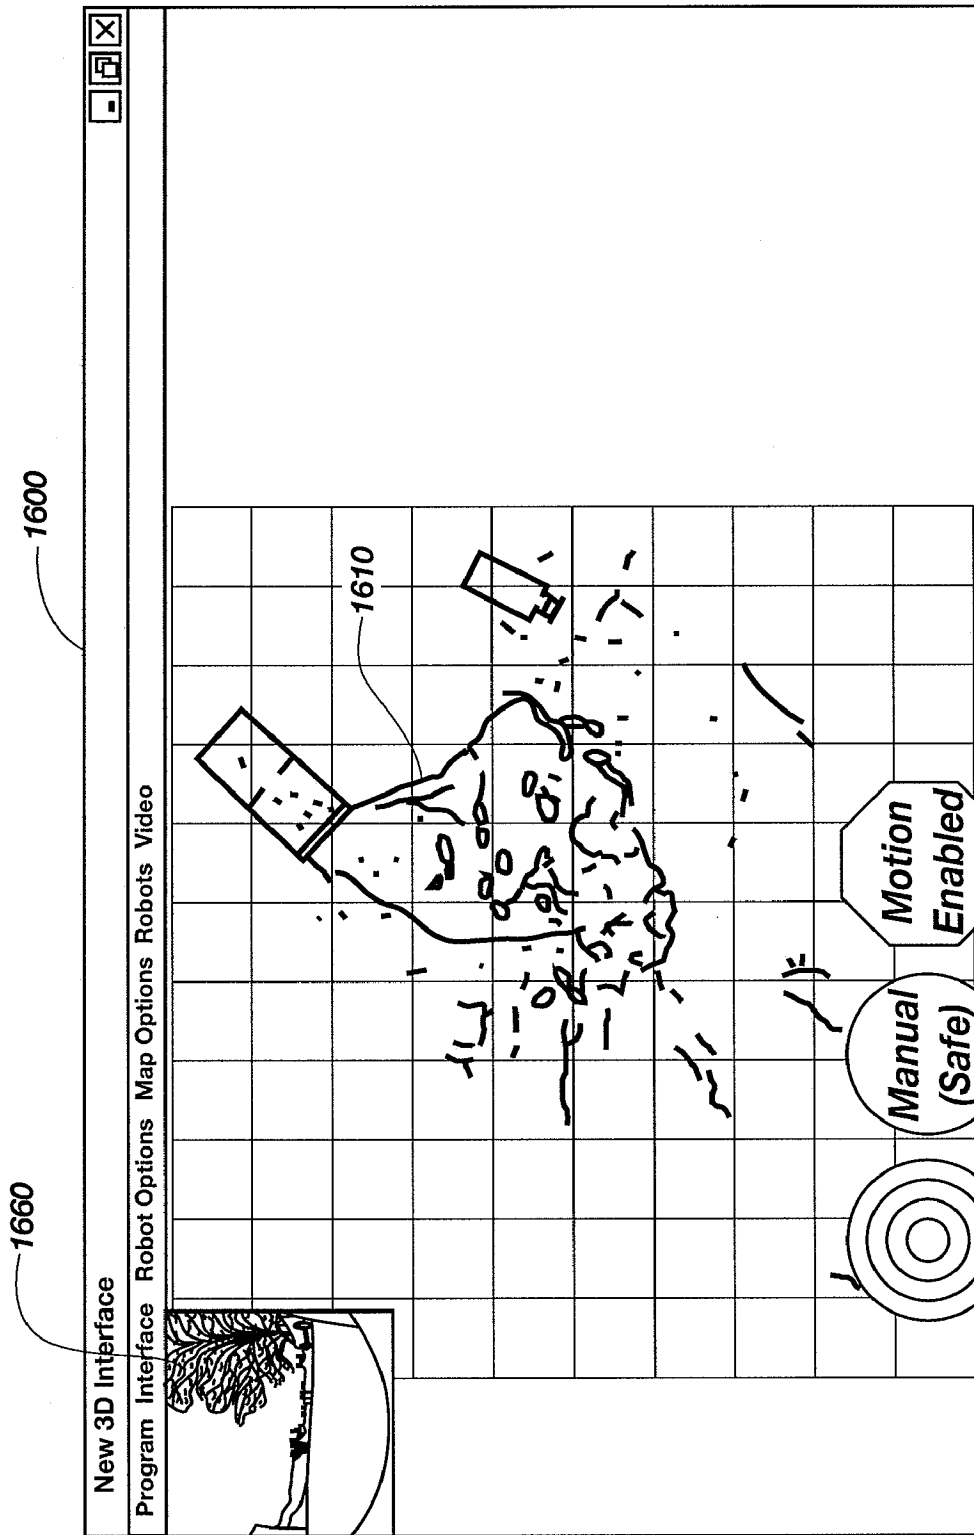 1600
1660
New 3D Interface
Program Interface Robot Options Map Options Robots Video
1610
Manual
(Safe)
Motion
Enabled